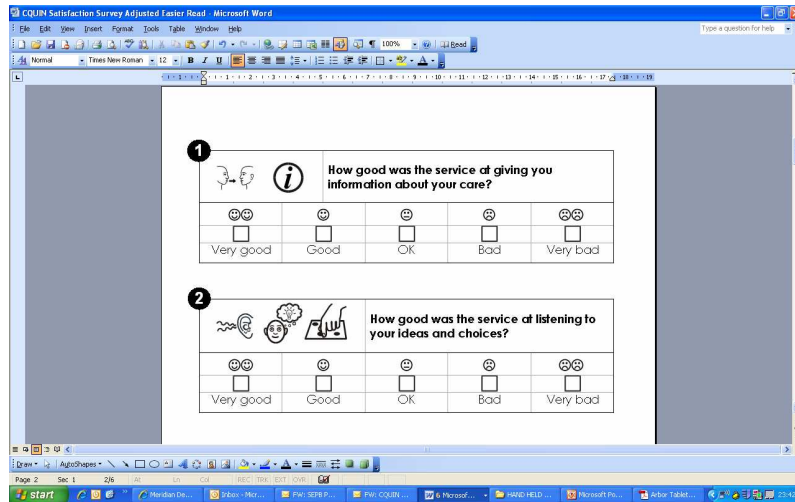 CQUIN Satisfaction Survey Adjusted Easier Read - Microsoft Word
File Edit View Insert Format Tools Table Window Help
Type a question for help
100%
Read
Normal Times New Roman 12 B I U
1
How good was the service at giving you
information about your care?
Very good Good OK Bad Very bad
2
How good was the service at listening to
your ideas and choices?
Very good Good OK Bad Very bad
Draw AutoShapes
Page 2 Sec 1 2/6 At Ln Col REC TRK EXT OVR
start Meridian De... Inbox - Micr... FW: SEPB P... FW: CQUIN ... 6 Microsof... HAND HELD ... Microsoft Po... Arbor Tablet...